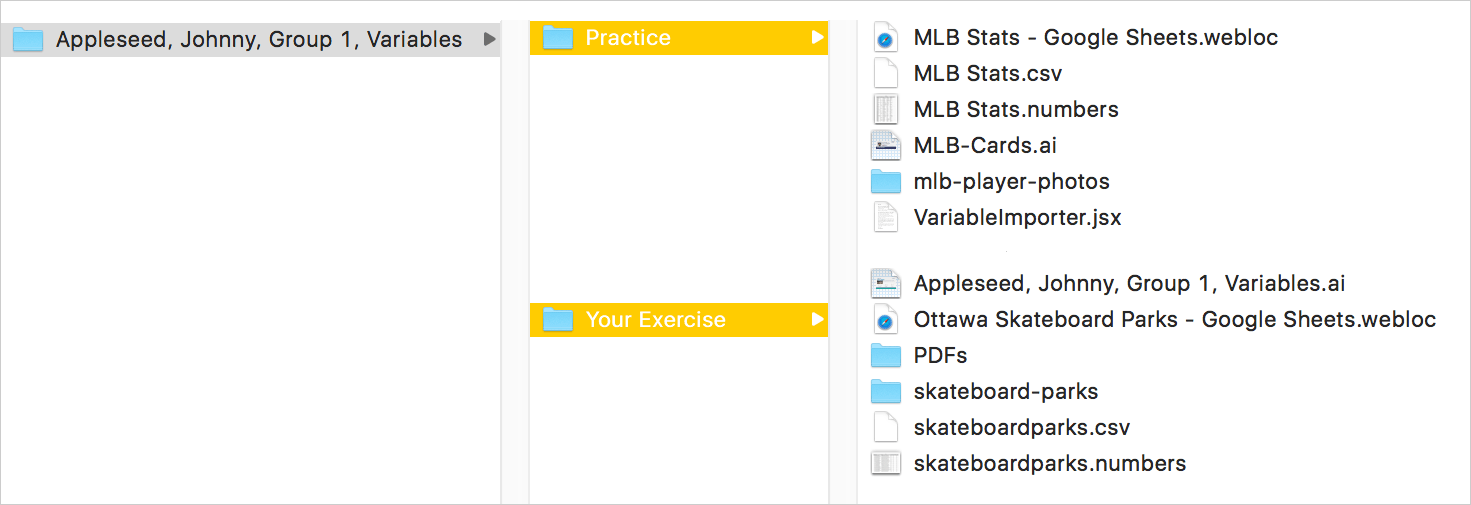 Appleseed, Johnny, Group 1, Variables
Practice
MLB Stats - Google Sheets.webloc
MLB Stats.csv
MLB Stats.numbers
MLB-Cards.ai
mlb-player-photos
VariableImporter.jsx
Your Exercise
Appleseed, Johnny, Group 1, Variables.ai
Ottawa Skateboard Parks - Google Sheets.webloc
PDFs
skateboard-parks
skateboardparks.csv
skateboardparks.numbers